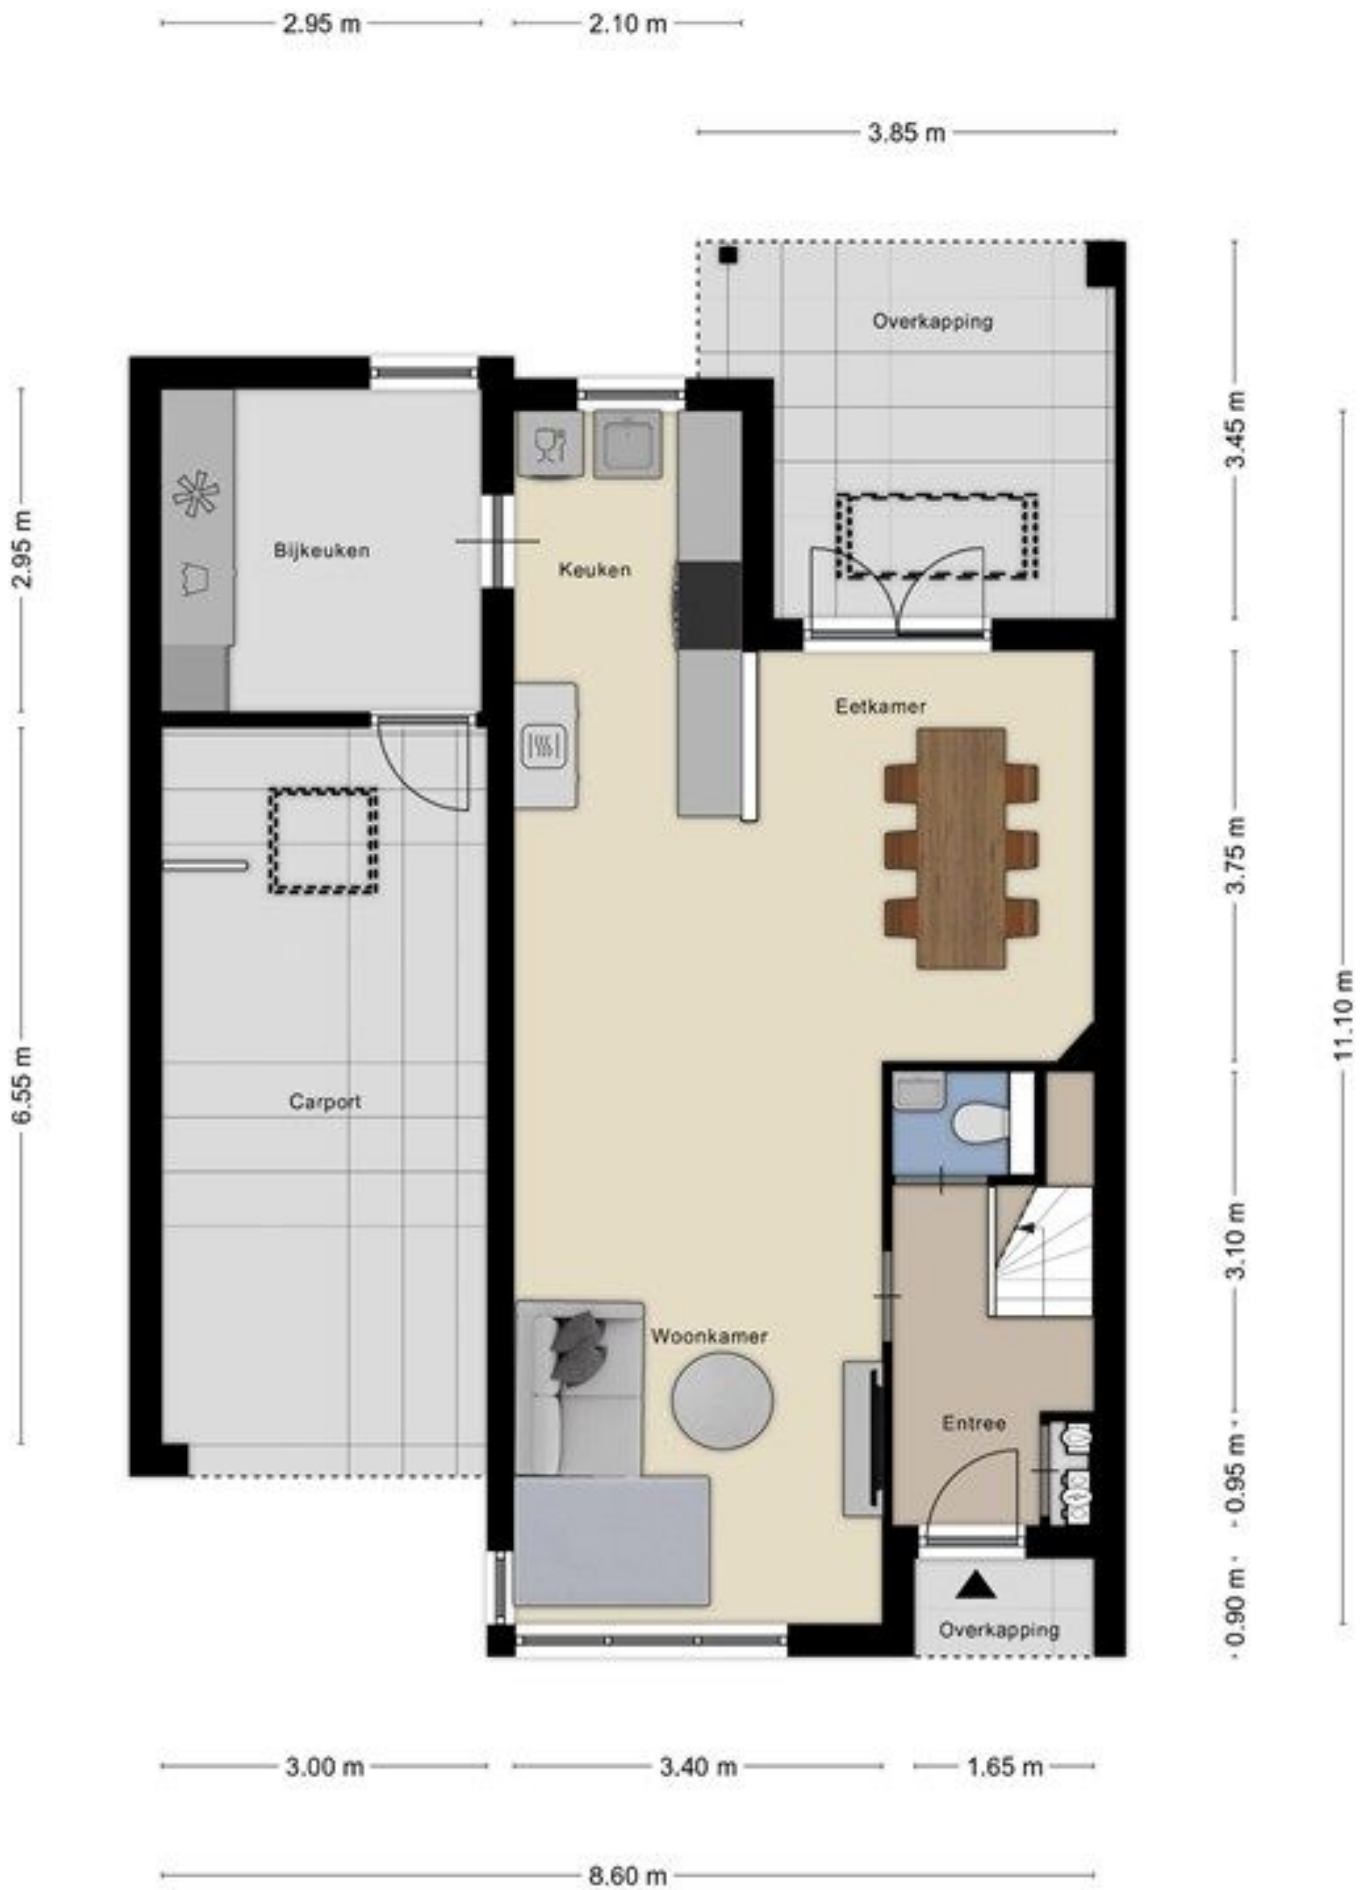 2.95 m
2.10 m
3.85 m
Overkapping
3.45 m
Bijkeuken
Keuken
2.95 m
Eetkamer
3.75 m
11.10 m
6.55 m
Carport
3.10 m
Woonkamer
Entree
0.95 m
0.90 m
Overkapping
3.00 m
3.40 m
1.65 m
8.60 m